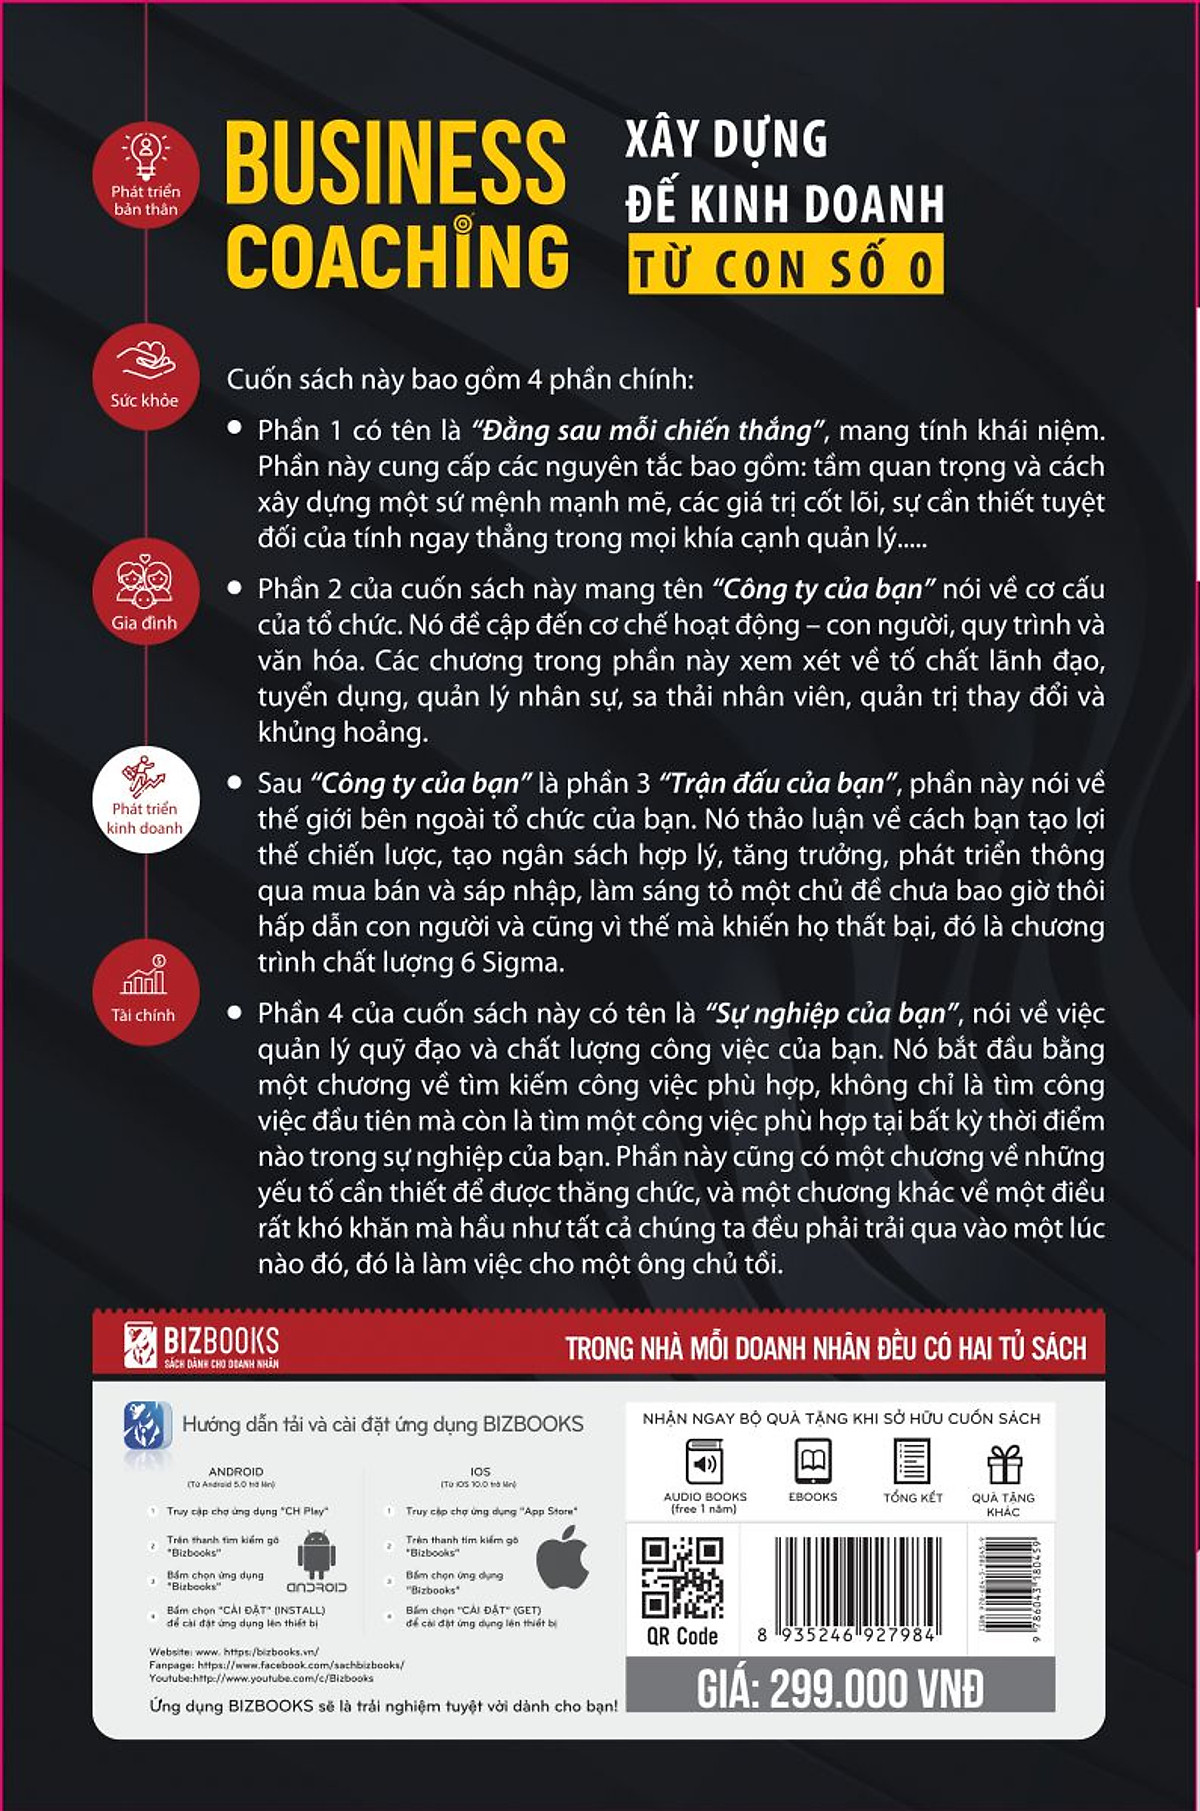 BUSINESS
COACHING
XÂY DỰNG
ĐẾ KINH DOANH
TỪ CON SỐ 0
Phát triển
bản thân
Sức khỏe
Gia đình
Phát triển
kinh doanh
Tài chính
Cuốn sách này bao gồm 4 phần chính:
• Phần 1 có tên là “Đằng sau mỗi chiến thắng”, mang tính khái niệm.
Phần này cung cấp các nguyên tắc bao gồm: tầm quan trọng và cách
xây dựng một sứ mệnh mạnh mẽ, các giá trị cốt lõi, sự cần thiết tuyệt
đối của tính ngay thẳng trong mọi khía cạnh quản lý.....
• Phần 2 của cuốn sách này mang tên “Công ty của bạn” nói về cơ cấu
của tổ chức. Nó đề cập đến cơ chế hoạt động – con người, quy trình và
văn hóa. Các chương trong phần này xem xét về tố chất lãnh đạo,
tuyển dụng, quản lý nhân sự, sa thải nhân viên, quản trị thay đổi và
khủng hoảng.
• Sau “Công ty của bạn” là phần 3 “Trận đấu của bạn”, phần này nói về
thế giới bên ngoài tổ chức của bạn. Nó thảo luận về cách bạn tạo lợi
thế chiến lược, tạo ngân sách hợp lý, tăng trưởng, phát triển thông
qua mua bán và sáp nhập, làm sáng tỏ một chủ đề chưa bao giờ thôi
hấp dẫn con người và cũng vì thế mà khiến họ thất bại, đó là chương
trình chất lượng 6 Sigma.
• Phần 4 của cuốn sách này có tên là “Sự nghiệp của bạn”, nói về việc
quản lý quỹ đạo và chất lượng công việc của bạn. Nó bắt đầu bằng
một chương về tìm kiếm công việc phù hợp, không chỉ là tìm công
việc đầu tiên mà còn là tìm một công việc phù hợp tại bất kỳ thời điểm
nào trong sự nghiệp của bạn. Phần này cũng có một chương về những
yếu tố cần thiết để được thăng chức, và một chương khác về một điều
rất khó khăn mà hầu như tất cả chúng ta đều phải trải qua vào một lúc
nào đó, đó là làm việc cho một ông chủ tồi.
BIZBOOKS
SÁCH DÀNH CHO DOANH NHÂN
TRONG NHÀ MỖI DOANH NHÂN ĐỀU CÓ HAI TỦ SÁCH
Hướng dẫn tải và cài đặt ứng dụng BIZBOOKS
ANDROID
(Từ Android 5.0 trở lên)
1 Truy cập chợ ứng dụng "CH Play"
2 Trên thanh tìm kiếm gõ
"Bizbooks"
3 Bấm chọn ứng dụng
"Bizbooks"
4 Bấm chọn "CÀI ĐẶT" (INSTALL)
để cài đặt ứng dụng lên thiết bị
ANDROID
IOS
(Từ iOS 10.0 trở lên)
1 Truy cập chợ ứng dụng "App Store"
2 Trên thanh tìm kiếm gõ
"Bizbooks"
3 Bấm chọn ứng dụng
"Bizbooks"
4 Bấm chọn "CÀI ĐẶT" (GET)
để cài đặt ứng dụng lên thiết bị
Website: www. https:/bizbooks.vn/
Fanpage: https://www.facebook.com/sachbizbooks/
Youtube:http://www.youtube.com/c/Bizbooks
Ứng dụng BIZBOOKS sẽ là trải nghiệm tuyệt vời dành cho bạn!
NHẬN NGAY BỘ QUÀ TẶNG KHI SỞ HỮU CUỐN SÁCH
AUDIO BOOKS
(free 1 năm)
EBOOKS
TỔNG KẾT
QUÀ TẶNG
KHÁC
QR Code
8 935246 927984
ISBN 978-604-3-18045-9
9 786043 180459
GIÁ: 299.000 VNĐ